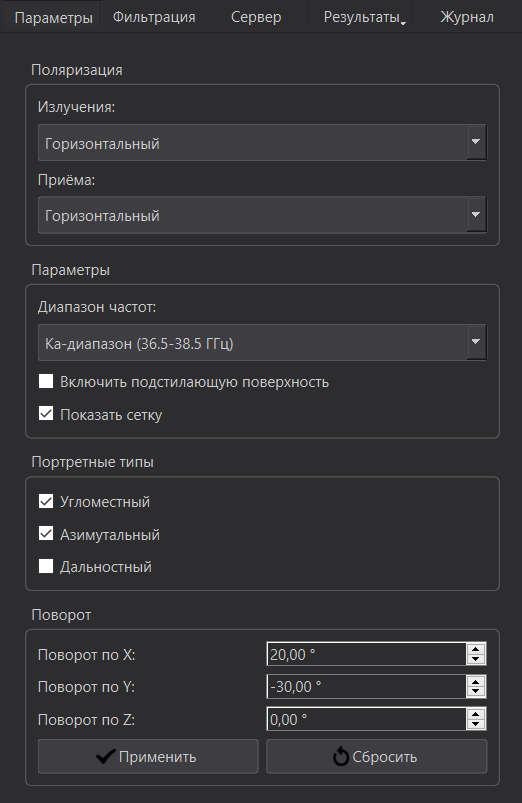 Параметры Фильтрация Сервер Результаты Журнал
Поляризация
Излучения:
Горизонтальный
Приёма:
Горизонтальный
Параметры
Диапазон частот:
Ка-диапазон (36.5-38.5 ГГц)
Включить подстилающую поверхность
Показать сетку
Портретные типы
Угломестный
Азимутальный
Дальностный
Поворот
Поворот по X: 20,00 °
Поворот по Y: -30,00 °
Поворот по Z: 0,00 °
Применить Сбросить